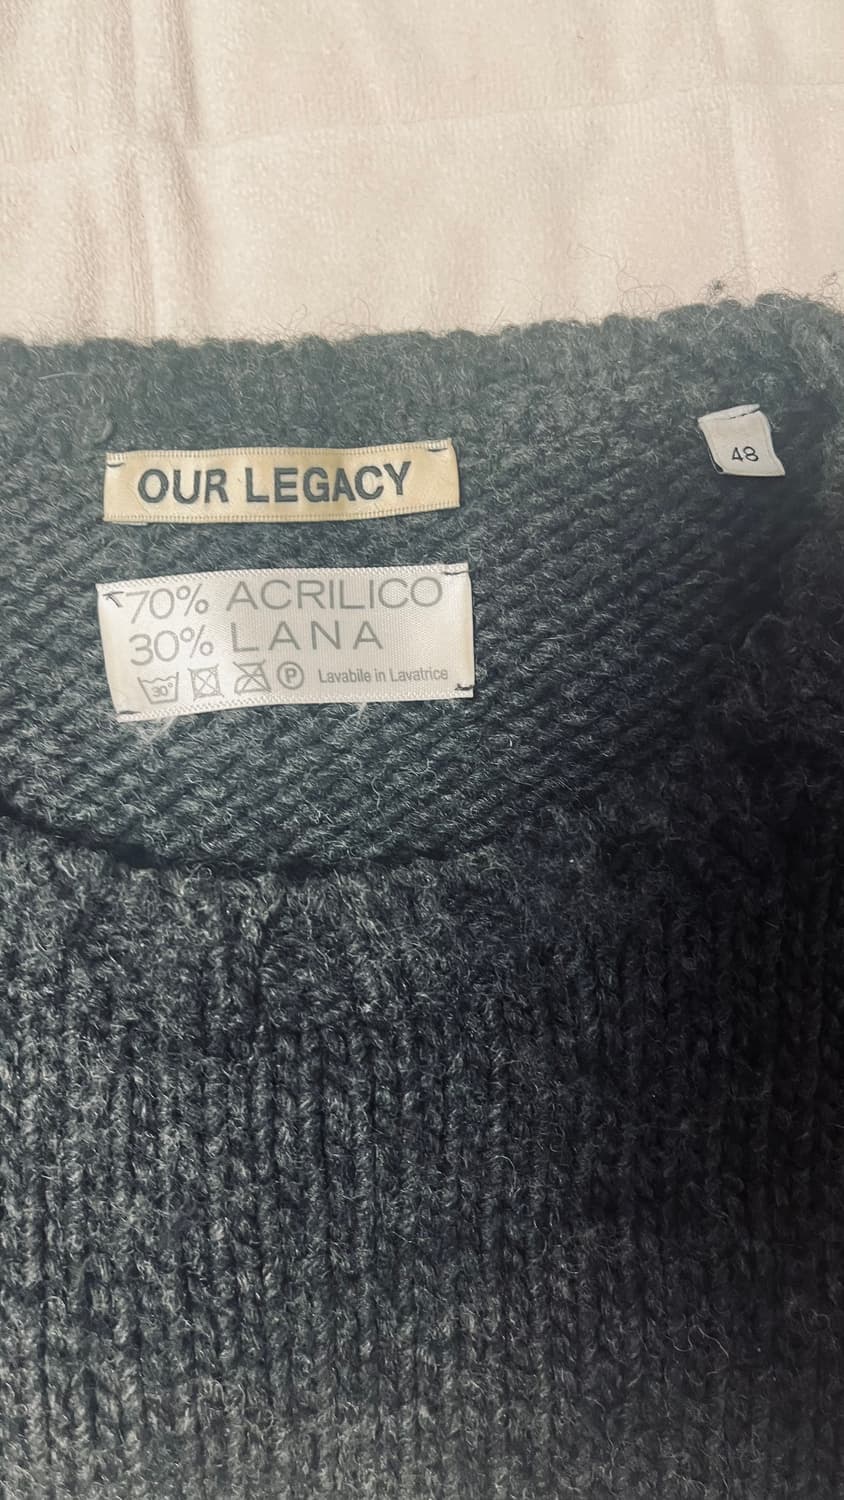 OUR LEGACY
48
70% ACRILICO
30% LANA
30° P Lavabile in Lavatrice